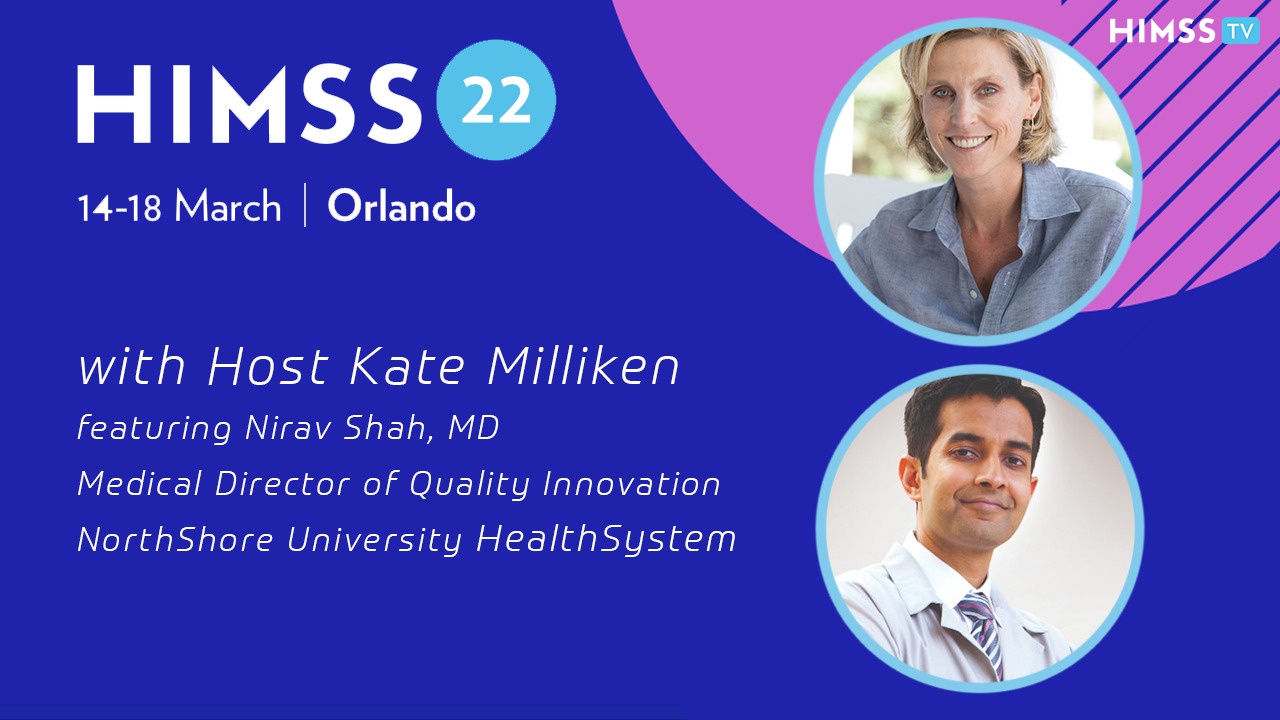 HIMSS TV
HIMSS 22
14-18 March | Orlando
with Host Kate Milliken
featuring Nirav Shah, MD
Medical Director of Quality Innovation
NorthShore University HealthSystem